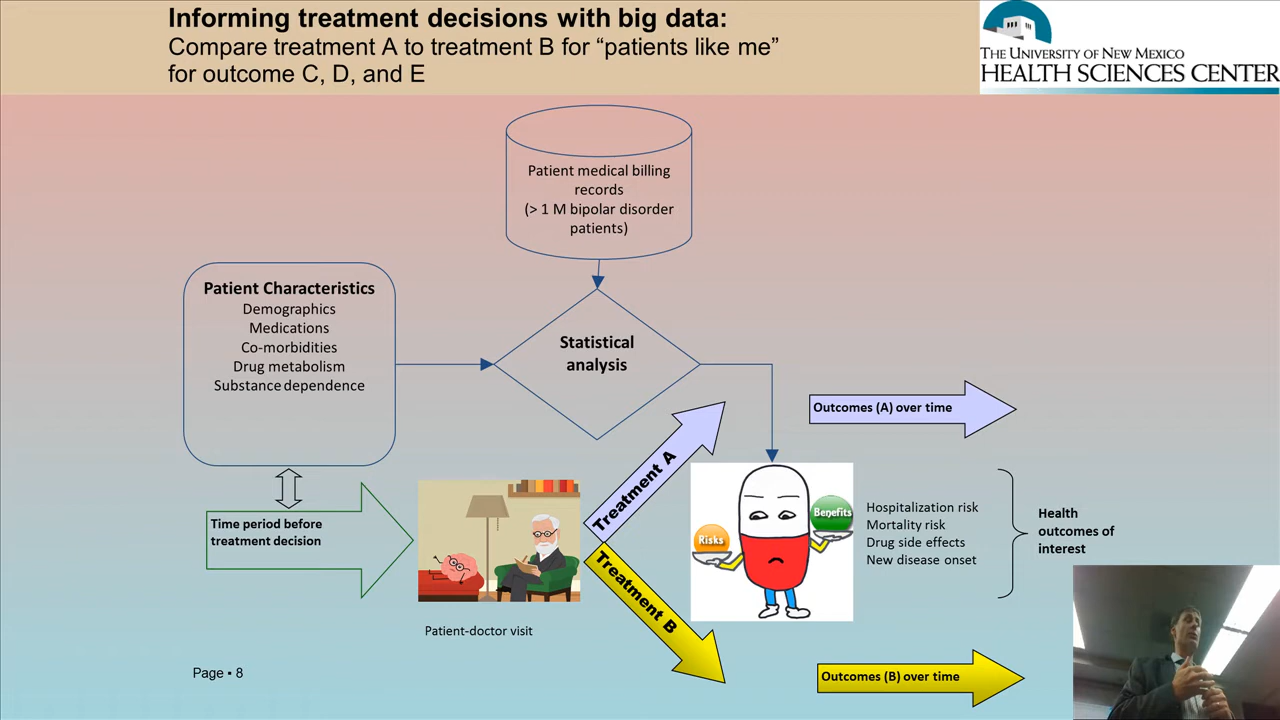 Informing treatment decisions with big data:
Compare treatment A to treatment B for “patients like me”
for outcome C, D, and E
THE UNIVERSITY OF NEW MEXICO
HEALTH SCIENCES CENTER
Patient medical billing
records
(> 1 M bipolar disorder
patients)
Patient Characteristics
Demographics
Medications
Co-morbidities
Drug metabolism
Substance dependence
Statistical
analysis
Outcomes (A) over time
Treatment A
Time period before
treatment decision
Risks
Benefits
Hospitalization risk
Mortality risk
Drug side effects
New disease onset
Health
outcomes of
interest
Treatment B
Patient-doctor visit
Outcomes (B) over time
Page ▪ 8